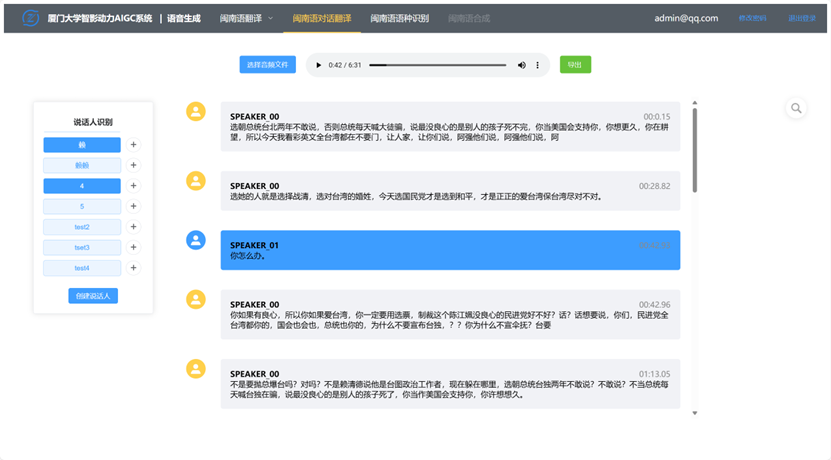 厦门大学智影动力AIGC系统 | 语音生成 闽南语翻译 闽南语对话翻译 闽南语语种识别 闽南语合成 admin@qq.com 修改密码 退出登录
选择音频文件 0:42 / 6:31 导出
说话人识别
赖 +
赖赖 +
4 +
5 +
test2 +
tset3 +
test4 +
创建说话人
SPEAKER_00 00:0.15
选朝总统台北两年不敢说，否则总统每天喊大徒骗，说最没良心的是别人的孩子死不完，你当美国会支持你，你想更久，你在耕
望，所以今天我看彩英文全台湾都在不要门，让人家，让你们说，阿强他们说，阿强他们说，阿
SPEAKER_00 00:28.82
选她的人就是选择战清，选对台湾的婚姓，今天选国民党才是选到和平，才是正正的爱台湾保台湾尽对不对。
SPEAKER_01
你怎么办。
SPEAKER_00 00:42.96
你如果有良心，所以你如果爱台湾，你一定要用选票，制裁这个陈江嫣没良心的民进党好不好？话？话想要说，你们，民进党全
台湾都你的，国会也会也，总统也你的，为什么不要宣布台独，？？你为什么不宣伞抚？台要
SPEAKER_00 01:13.05
不是要抛总爆台吗？对吗？不是赖清德说他是台图政治工作者，现在躲在哪里，选朝总统台独两年不敢说？不敢说？不当总统每
天喊台独在骗，说最没良心的是别人的孩子死了，你当作美国会支持你，你许想想久。